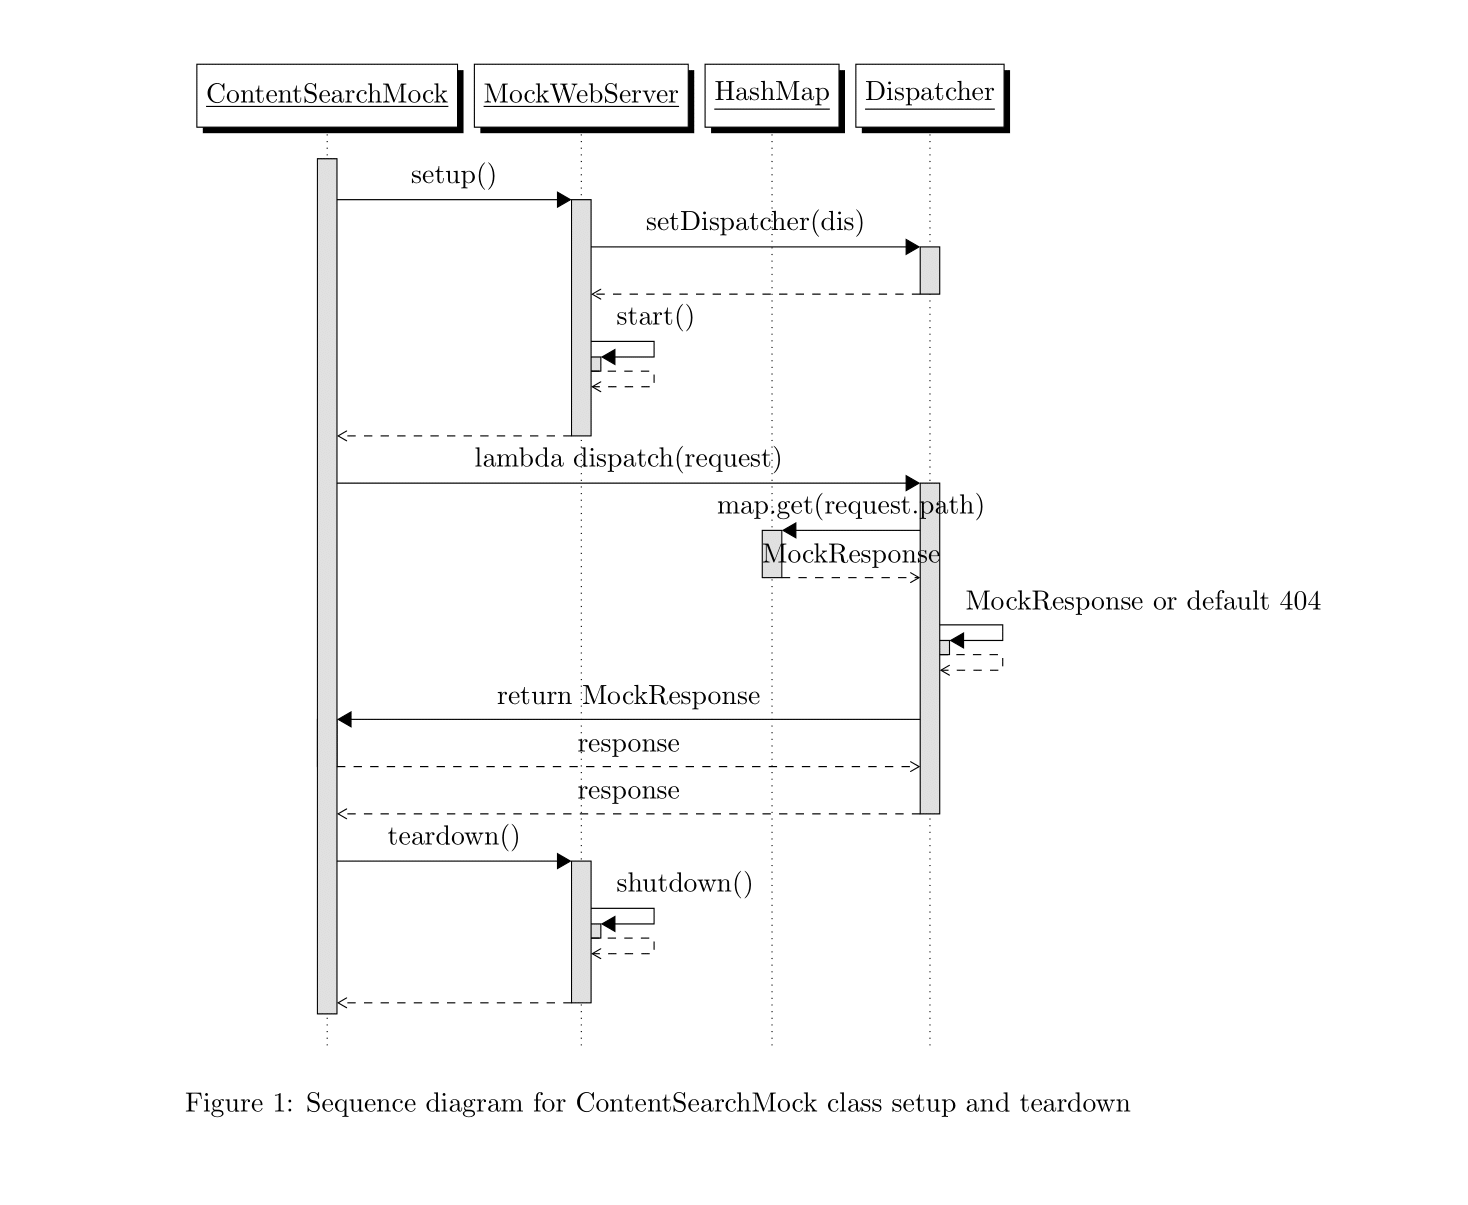 ContentSearchMock
MockWebServer
HashMap
Dispatcher
setup()
setDispatcher(dis)
start()
lambda dispatch(request)
map.get(request.path)
MockResponse
MockResponse or default 404
return MockResponse
response
response
teardown()
shutdown()
Figure 1: Sequence diagram for ContentSearchMock class setup and teardown